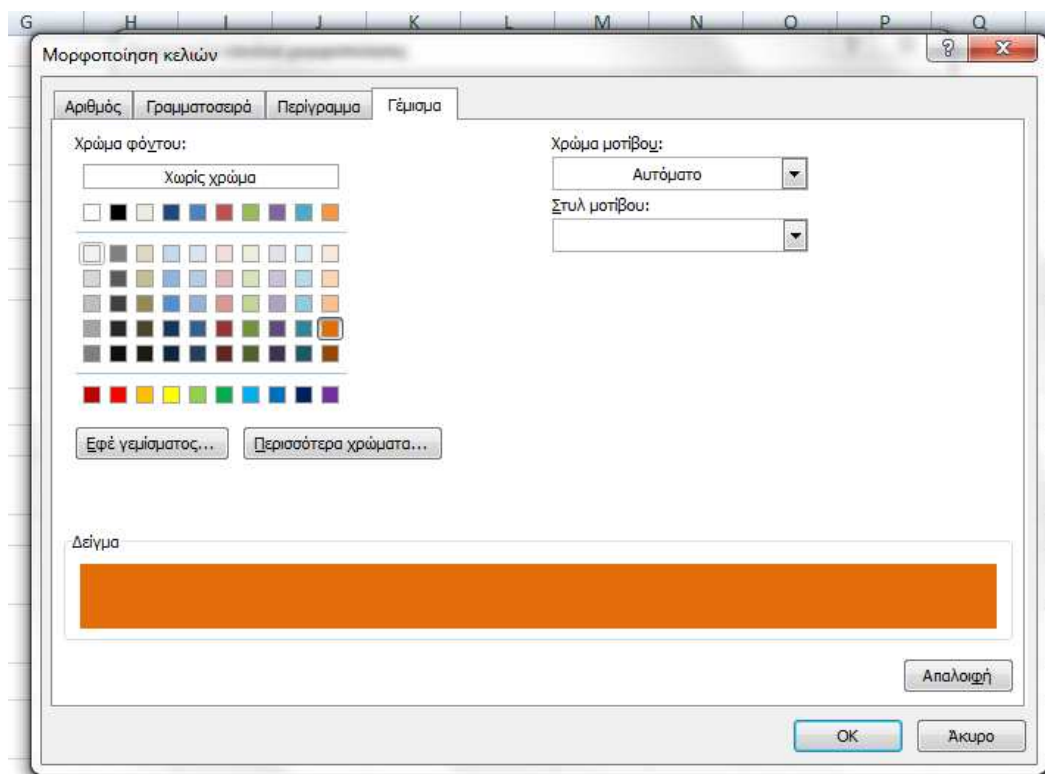 G H I J K L M N O P Q
Μορφοποίηση κελιών
Αριθμός Γραμματοσειρά Περίγραμμα Γέμισμα
Χρώμα φόντου: Χρώμα μοτίβου:
Χωρίς χρώμα Αυτόματο
Στυλ μοτίβου:
Εφέ γεμίσματος... Περισσότερα χρώματα...
Δείγμα
Απαλοιφή
OK Άκυρο